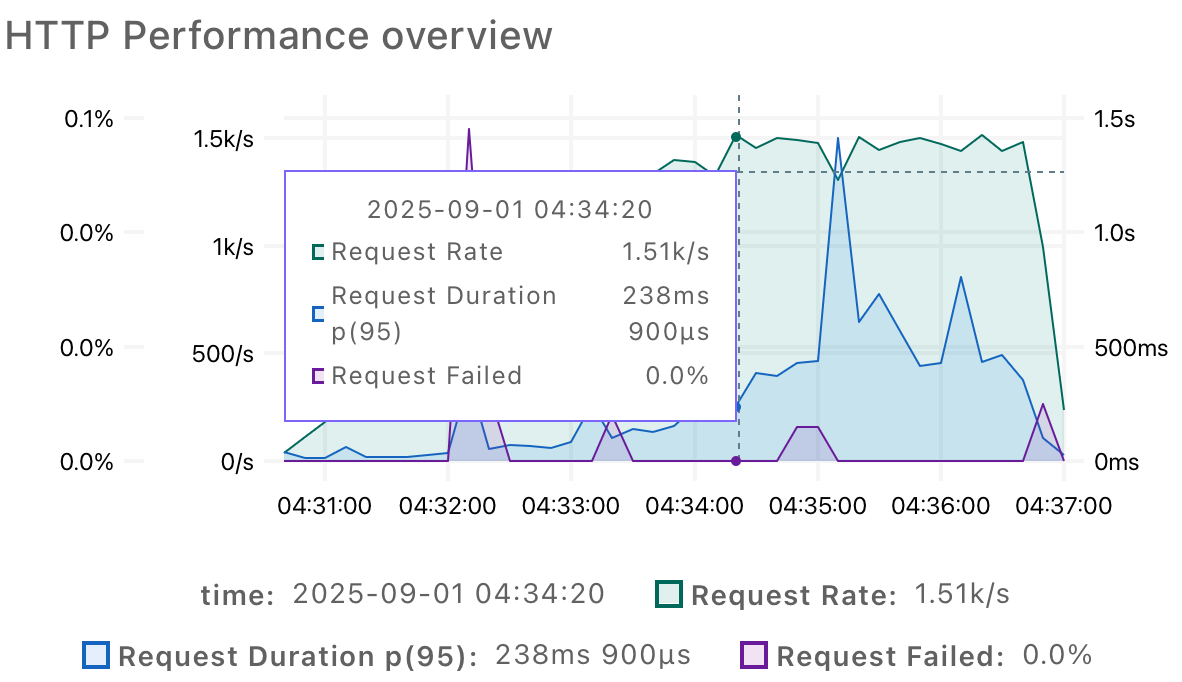 HTTP Performance overview
0.1%
0.0%
0.0%
0.0%
1.5k/s
1k/s
500/s
0/s
1.5s
1.0s
500ms
0ms
2025-09-01 04:34:20
Request Rate 1.51k/s
Request Duration 238ms
p(95) 900µs
Request Failed 0.0%
04:31:00 04:32:00 04:33:00 04:34:00 04:35:00 04:36:00 04:37:00
time: 2025-09-01 04:34:20 Request Rate: 1.51k/s
Request Duration p(95): 238ms 900µs Request Failed: 0.0%